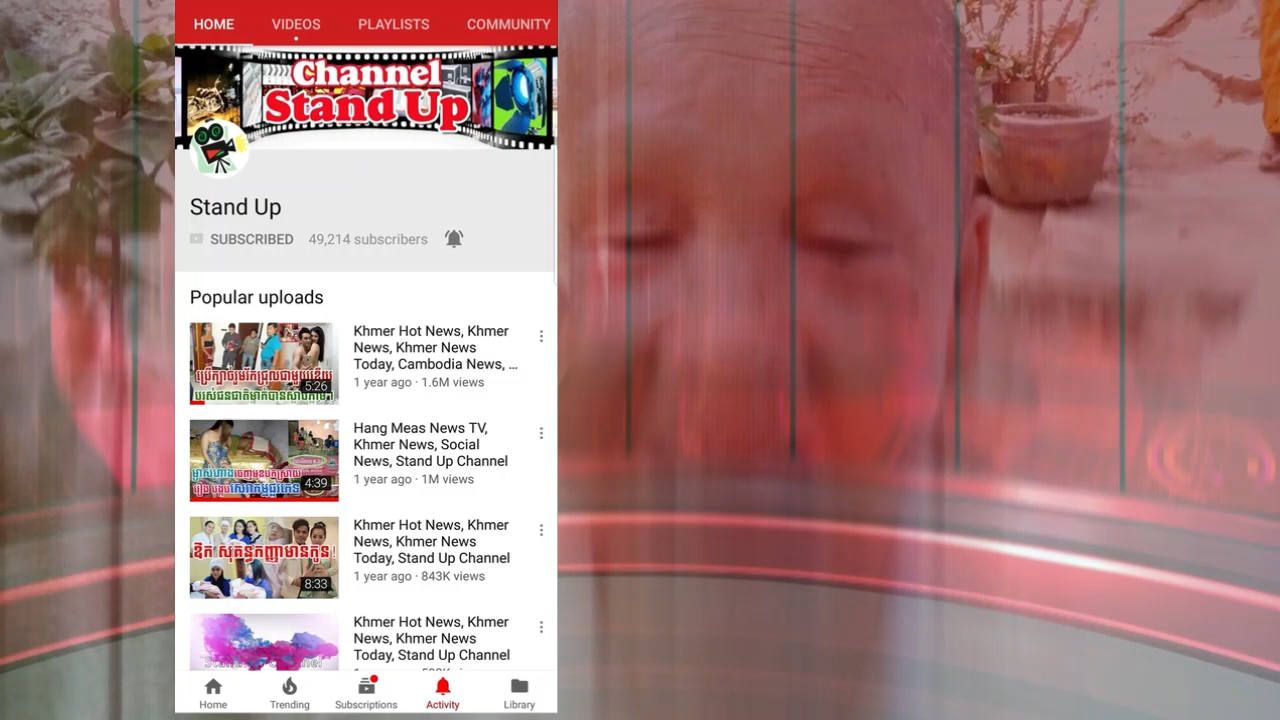 HOME VIDEOS PLAYLISTS COMMUNITY
Channel
Stand Up
Stand Up
SUBSCRIBED 49,214 subscribers
Popular uploads
Khmer Hot News, Khmer
News, Khmer News
Today, Cambodia News, ...
1 year ago · 1.6M views
5:26
Hang Meas News TV,
Khmer News, Social
News, Stand Up Channel
1 year ago · 1M views
4:39
Khmer Hot News, Khmer
News, Khmer News
Today, Stand Up Channel
1 year ago · 843K views
8:33
Khmer Hot News, Khmer
News, Khmer News
Today, Stand Up Channel
Home Trending Subscriptions Activity Library